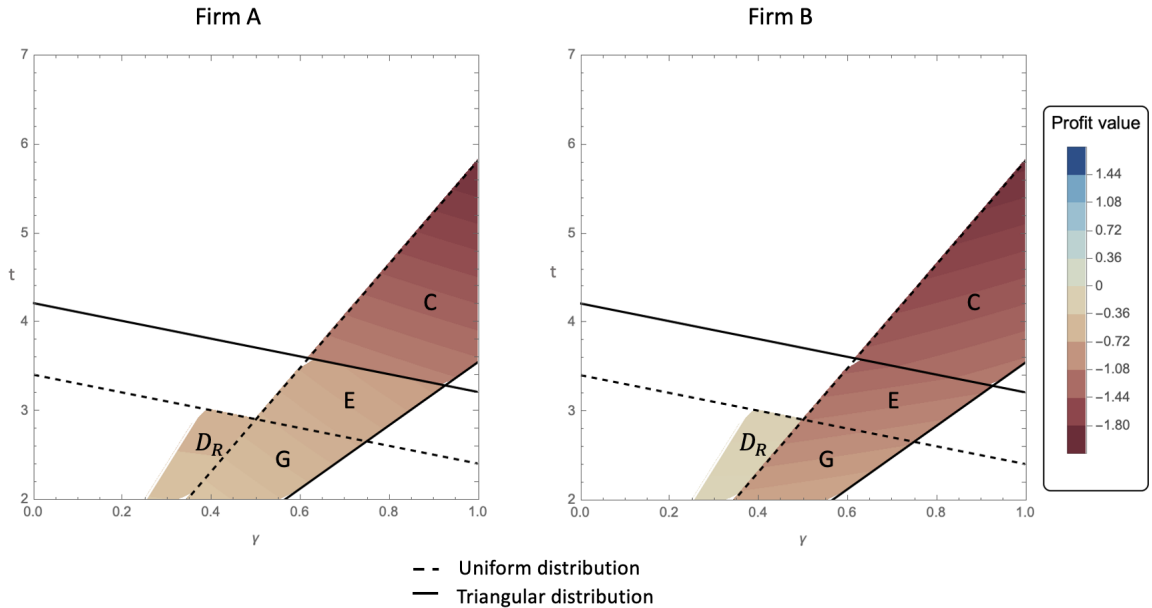 Firm A
Firm B
7
6
5
4
3
2
t
0.0 0.2 0.4 0.6 0.8 1.0
γ
C
E
D_R
G
7
6
5
4
3
2
t
0.0 0.2 0.4 0.6 0.8 1.0
γ
C
E
D_R
G
Profit value
1.44
1.08
0.72
0.36
0
−0.36
−0.72
−1.08
−1.44
−1.80
Uniform distribution
Triangular distribution